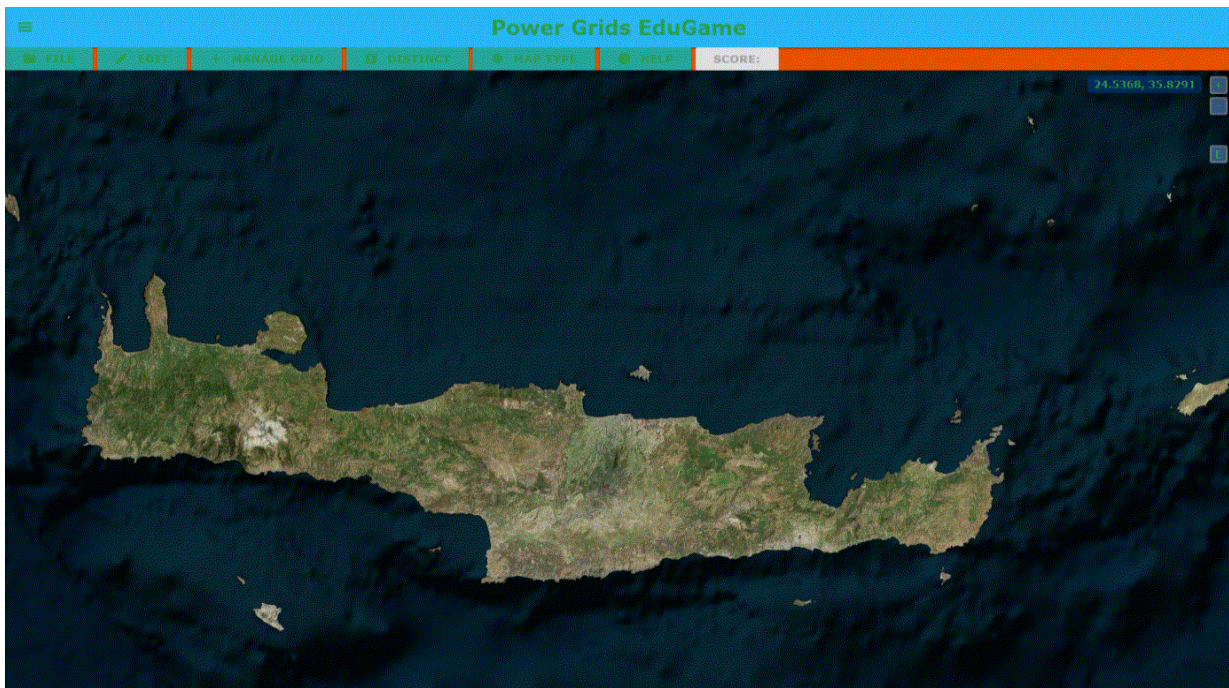 Power Grids EduGame
FILE
EDIT
MANAGE GRID
DISTINCT
MAP TYPE
HELP
SCORE:
24.5368, 35.8291
+
L